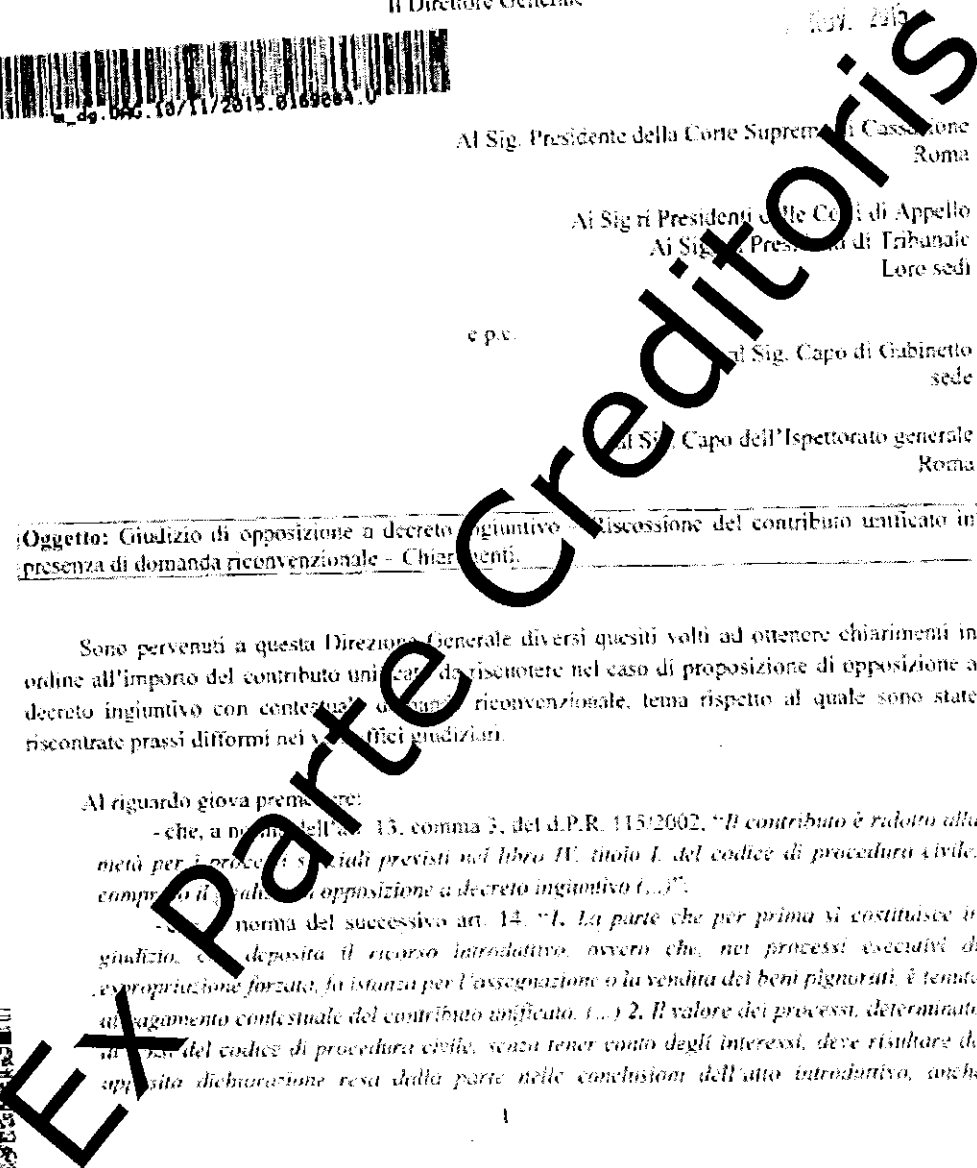 Il Direttore Generale
m_dg.DAG.10/11/2015.0169084.U
Al Sig. Presidente della Corte Suprema di Cassazione
Roma
Ai Sig.ri Presidenti delle Corti di Appello
Ai Sig. Presidenti di Tribunale
Loro sedi
e p.c.
al Sig. Capo di Gabinetto
sede
al Sig. Capo dell'Ispettorato generale
Roma
Oggetto: Giudizio di opposizione a decreto ingiuntivo – Riscossione del contributo unificato in
presenza di domanda riconvenzionale – Chiarimenti.
Sono pervenuti a questa Direzione Generale diversi quesiti volti ad ottenere chiarimenti in
ordine all'importo del contributo unificato da riscuotere nel caso di proposizione di opposizione a
decreto ingiuntivo con contestuale domanda riconvenzionale, tema rispetto al quale sono state
riscontrate prassi difformi nei vari uffici giudiziari.
Al riguardo giova premettere:
- che, a norma dell'art. 13, comma 3, del d.P.R. 115/2002, "Il contributo è ridotto alla
metà per i processi speciali previsti nel libro IV, titolo I, del codice di procedura civile,
compreso il giudizio di opposizione a decreto ingiuntivo (...)";
norma del successivo art. 14, "1. La parte che per prima si costituisce in
giudizio, che deposita il ricorso introduttivo, ovvero che, nei processi esecutivi di
espropriazione forzata, fa istanza per l'assegnazione o la vendita dei beni pignorati, è tenuta
al pagamento contestuale del contributo unificato. (...) 2. Il valore dei processi, determinato
ai sensi del codice di procedura civile, senza tener conto degli interessi, deve risultare da
apposita dichiarazione resa dalla parte nelle conclusioni dell'atto introduttivo, anche
1
Ex Parte Creditoris